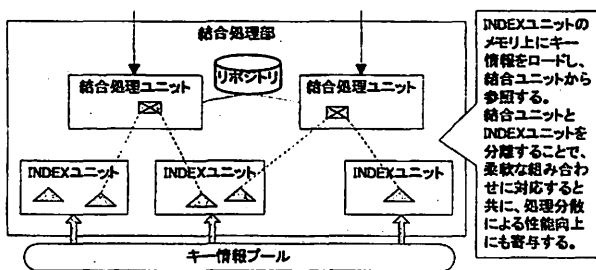 結合処理部
リポジトリ
結合処理ユニット
結合処理ユニット
INDEXユニット
INDEXユニット
INDEXユニット
キー情報プール
INDEXユニットの
メモリ上にキー
情報をロードし、
結合ユニットから
参照する。
結合ユニットと
INDEXユニットを
分離することで、
柔軟な組み合わ
せに対応すると
共に、処理分散
による性能向上
にも寄与する。